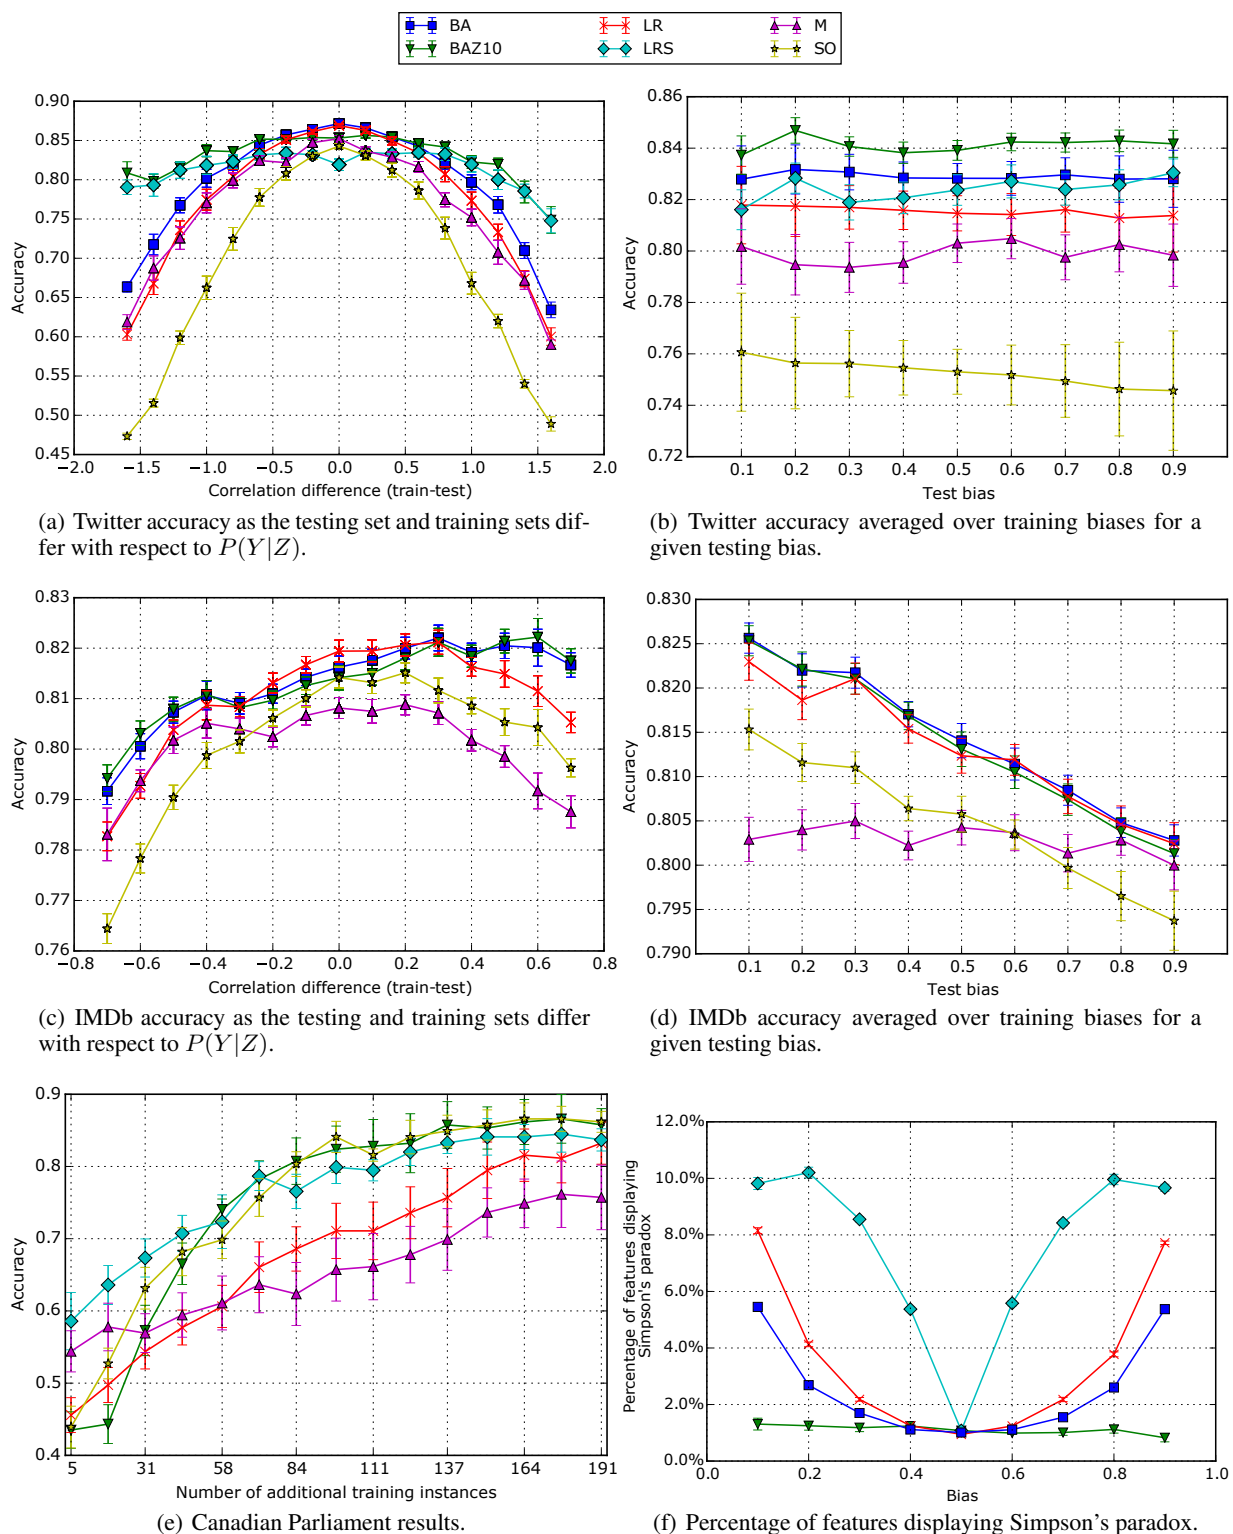 BA LR M
BAZ10 LRS SO
0.90
0.85
0.80
0.75
0.70
0.65
0.60
0.55
0.50
0.45
Accuracy
−2.0 −1.5 −1.0 −0.5 0.0 0.5 1.0 1.5 2.0
Correlation difference (train-test)
(a) Twitter accuracy as the testing set and training sets dif-
fer with respect to P(Y|Z).
0.86
0.84
0.82
0.80
0.78
0.76
0.74
0.72
Accuracy
0.1 0.2 0.3 0.4 0.5 0.6 0.7 0.8 0.9
Test bias
(b) Twitter accuracy averaged over training biases for a
given testing bias.
0.83
0.82
0.81
0.80
0.79
0.78
0.77
0.76
Accuracy
−0.8 −0.6 −0.4 −0.2 0.0 0.2 0.4 0.6 0.8
Correlation difference (train-test)
(c) IMDb accuracy as the testing and training sets differ
with respect to P(Y|Z).
0.830
0.825
0.820
0.815
0.810
0.805
0.800
0.795
0.790
Accuracy
0.1 0.2 0.3 0.4 0.5 0.6 0.7 0.8 0.9
Test bias
(d) IMDb accuracy averaged over training biases for a
given testing bias.
0.9
0.8
0.7
0.6
0.5
0.4
Accuracy
5 31 58 84 111 137 164 191
Number of additional training instances
(e) Canadian Parliament results.
12.0%
10.0%
8.0%
6.0%
4.0%
2.0%
0.0%
Percentage of features displaying
Simpson's paradox
0.0 0.2 0.4 0.6 0.8 1.0
Bias
(f) Percentage of features displaying Simpson's paradox.